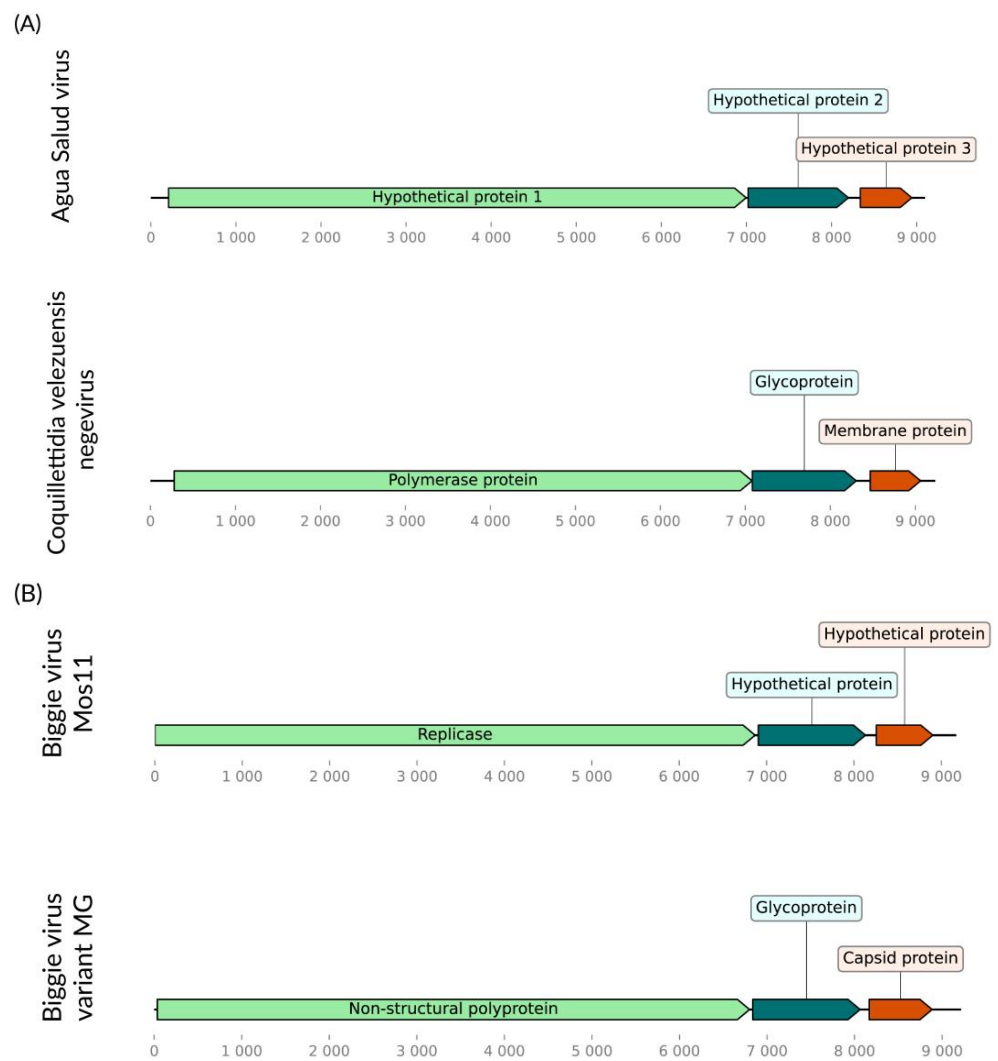 (A)
Agua Salud virus
Hypothetical protein 2
Hypothetical protein 3
Hypothetical protein 1
0 1 000 2 000 3 000 4 000 5 000 6 000 7 000 8 000 9 000
Coquillettidia velezuensis
negevirus
Glycoprotein
Membrane protein
Polymerase protein
0 1 000 2 000 3 000 4 000 5 000 6 000 7 000 8 000 9 000
(B)
Biggie virus
Mos11
Hypothetical protein
Hypothetical protein
Replicase
0 1 000 2 000 3 000 4 000 5 000 6 000 7 000 8 000 9 000
Biggie virus
variant MG
Glycoprotein
Capsid protein
Non-structural polyprotein
0 1 000 2 000 3 000 4 000 5 000 6 000 7 000 8 000 9 000